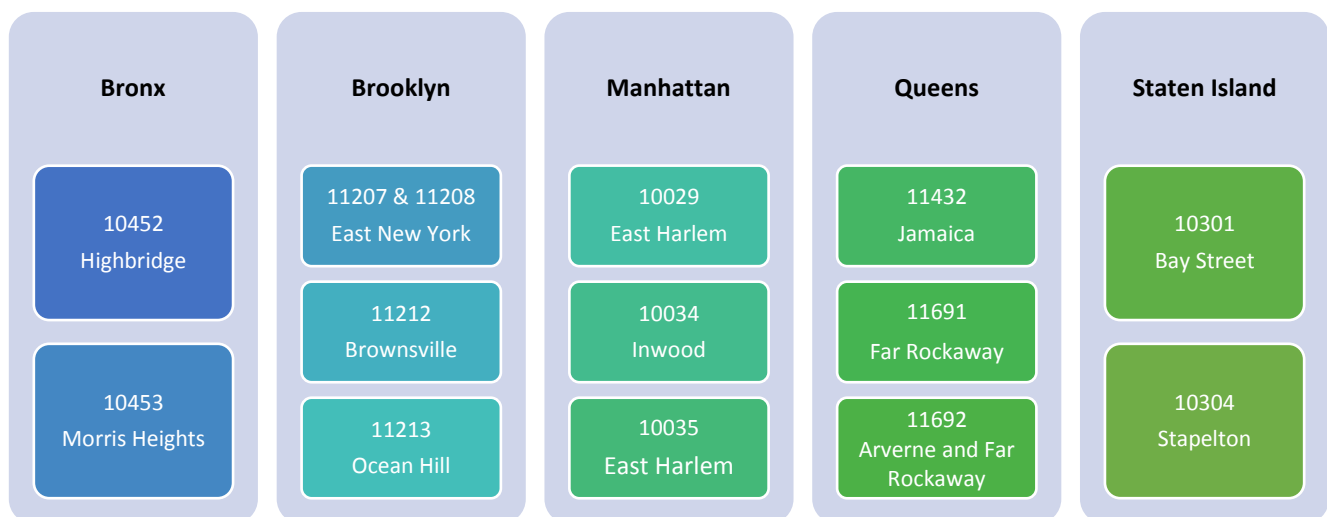 Bronx
10452
Highbridge
10453
Morris Heights
Brooklyn
11207 & 11208
East New York
11212
Brownsville
11213
Ocean Hill
Manhattan
10029
East Harlem
10034
Inwood
10035
East Harlem
Queens
11432
Jamaica
11691
Far Rockaway
11692
Arverne and Far
Rockaway
Staten Island
10301
Bay Street
10304
Stapelton